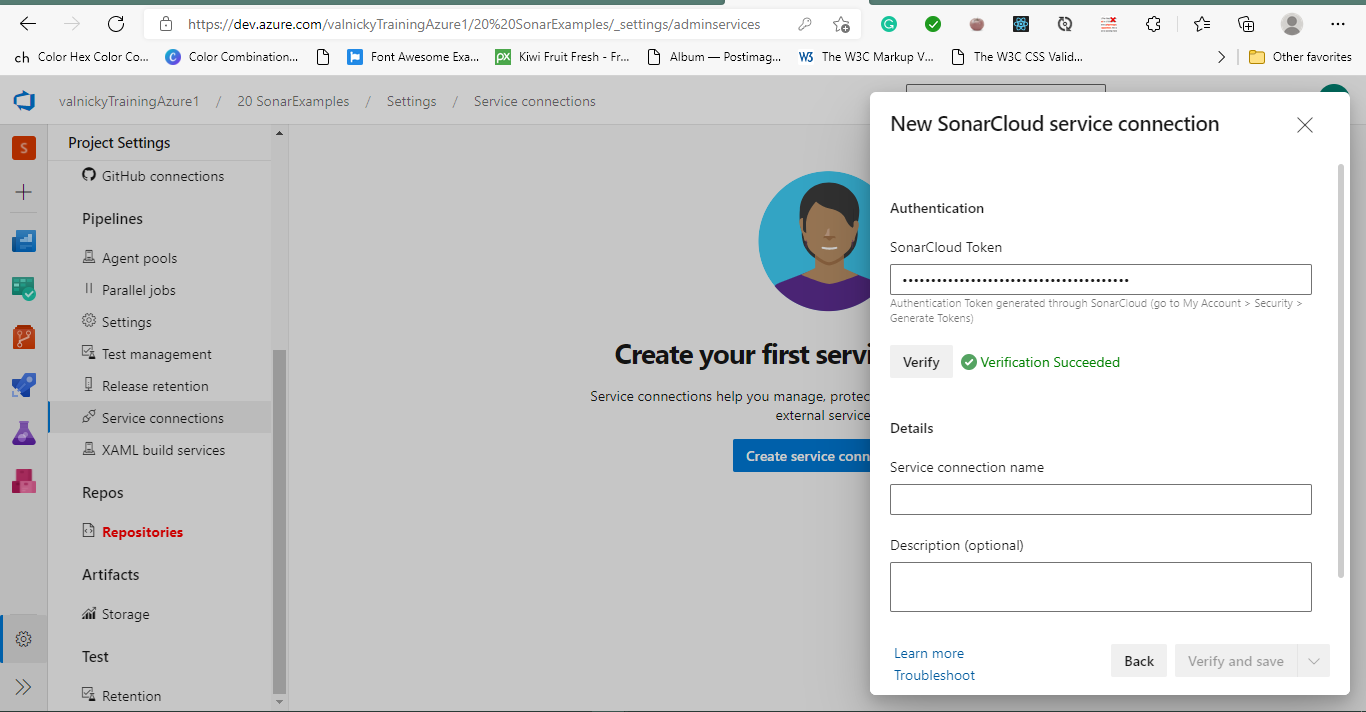 https://dev.azure.com/valnickyTrainingAzure1/20%20SonarExamples/_settings/adminservices
ch Color Hex Color Co...
C Color Combination...
Font Awesome Exa...
px Kiwi Fruit Fresh - Fr...
Album — Postimag...
W3 The W3C Markup V...
The W3C CSS Valid...
Other favorites
valnickyTrainingAzure1 / 20 SonarExamples / Settings / Service connections
S
Project Settings
GitHub connections
Pipelines
Agent pools
Parallel jobs
Settings
Test management
Release retention
Service connections
XAML build services
Repos
Repositories
Artifacts
Storage
Test
Retention
Create your first servi
Service connections help you manage, protec
external service
Create service conn
New SonarCloud service connection
Authentication
SonarCloud Token
••••••••••••••••••••••••••••••••••••••••
Authentication Token generated through SonarCloud (go to My Account > Security >
Generate Tokens)
Verify
Verification Succeeded
Details
Service connection name
Description (optional)
Learn more
Troubleshoot
Back
Verify and save